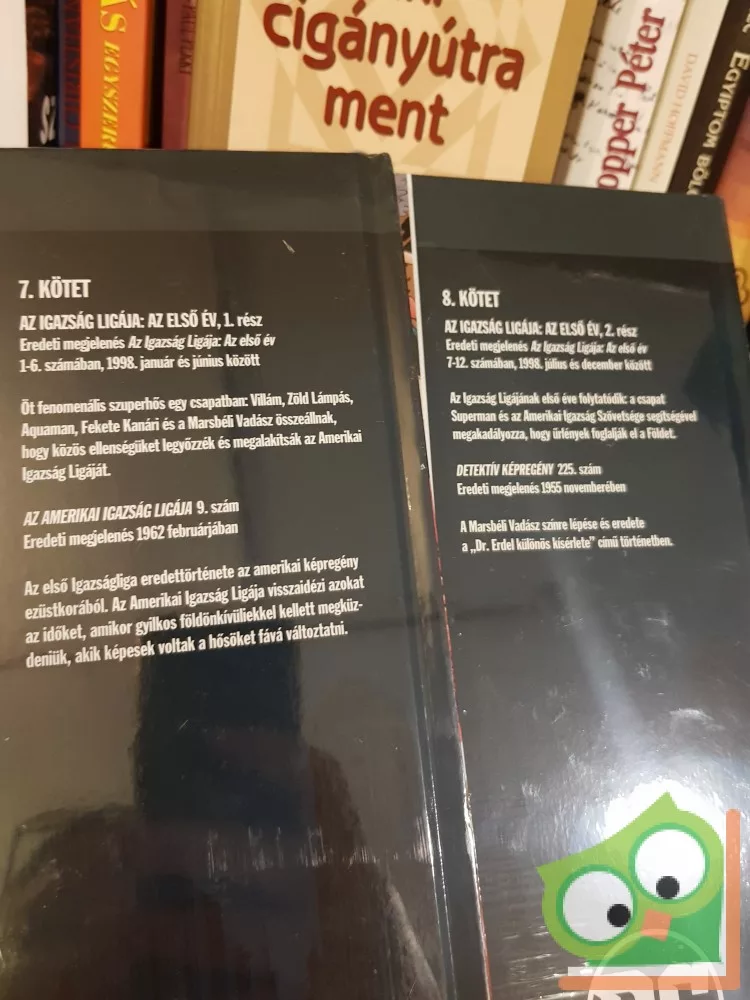 cigányútra
ment
ÁS EGYSZERŰ
opper Péter
DAVID HOFFMANN
EGYIPTOM BÖLC
7. KÖTET
AZ IGAZSÁG LIGÁJA: AZ ELSŐ ÉV, 1. rész
Eredeti megjelenés Az Igazság Ligája: Az első év
1-6. számában, 1998. január és június között
Öt fenomenális szuperhős egy csapatban: Villám, Zöld Lámpás,
Aquaman, Fekete Kanári és a Marsbéli Vadász összeállnak,
hogy közös ellenségüket legyőzzék és megalakítsák az Amerikai
Igazság Ligáját.
AZ AMERIKAI IGAZSÁG LIGÁJA 9. szám
Eredeti megjelenés 1962 februárjában
Az első Igazságliga eredettörténete az amerikai képregény
ezüstkorából. Az Amerikai Igazság Ligája visszaidézi azokat
az időket, amikor gyilkos földönkívüliekkel kellett megküz-
deniük, akik képesek voltak a hősöket fává változtatni.
8. KÖTET
AZ IGAZSÁG LIGÁJA: AZ ELSŐ ÉV, 2. rész
Eredeti megjelenés Az Igazság Ligája: Az első év
7-12. számában, 1998. július és december között
Az Igazság Ligájának első éve folytatódik: a csapat
Superman és az Amerikai Igazság Szövetsége segítségével
megakadályozza, hogy űrlények foglalják el a Földet.
DETEKTÍV KÉPREGÉNY 225. szám
Eredeti megjelenés 1955 novemberében
A Marsbéli Vadász színre lépése és eredete
a „Dr. Erdel különös kísérlete” című történetben.